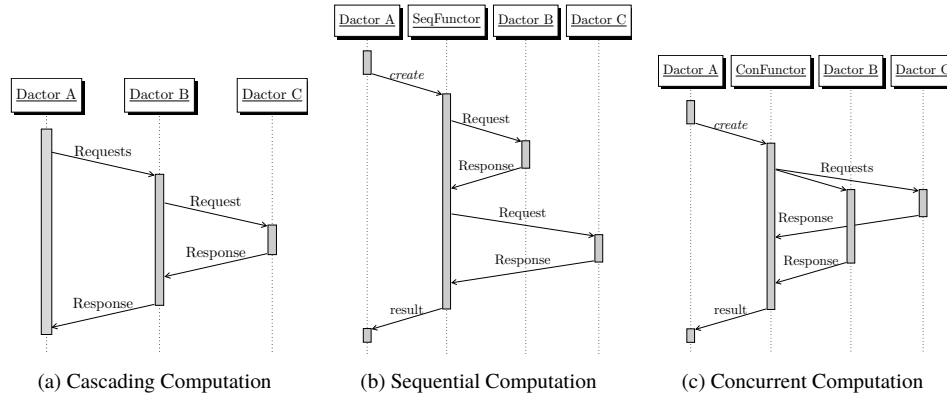 Dactor A
Dactor B
Dactor C
Requests
Request
Response
Response
(a) Cascading Computation
Dactor A
SeqFunctor
Dactor B
Dactor C
create
Request
Response
Request
Response
result
(b) Sequential Computation
Dactor A
ConFunctor
Dactor B
Dactor C
create
Requests
Response
Response
result
(c) Concurrent Computation